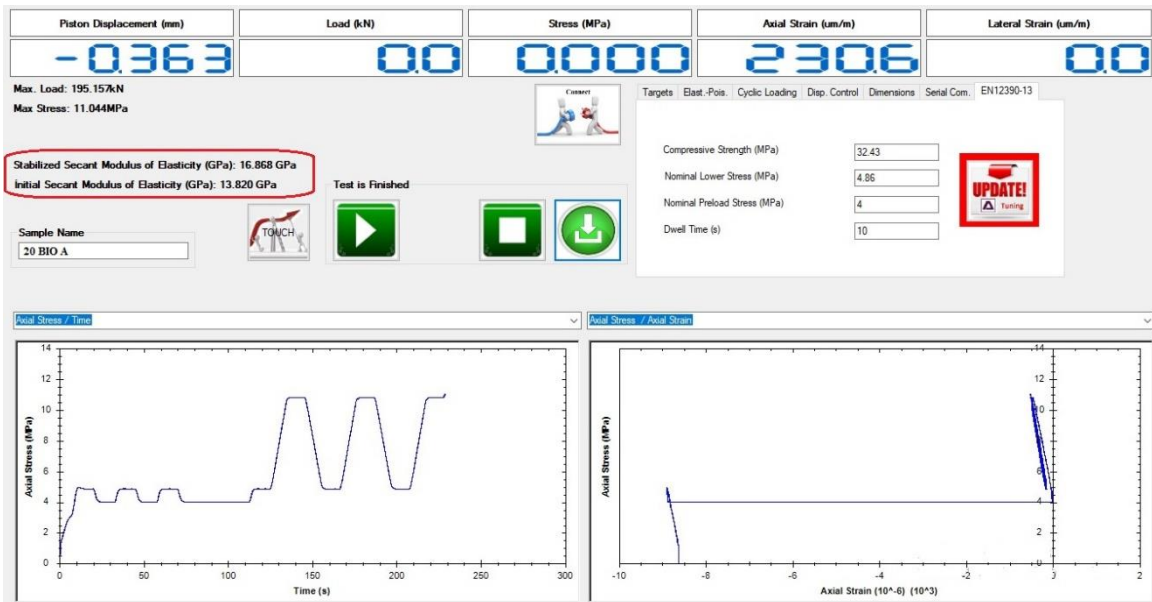 Piston Displacement (mm)
Load (kN)
Stress (MPa)
Axial Strain (um/m)
Lateral Strain (um/m)
-0.363
0.0
0.000
230.6
0.0
Max. Load: 195.157kN
Max Stress: 11.044MPa
Connect
Targets Elast.-Pois. Cyclic Loading Disp. Control Dimensions Serial Com. EN12390-13
Stabilized Secant Modulus of Elasticity (GPa): 16.868 GPa
İnitial Secant Modulus of Elasticity (GPa): 13.820 GPa
Compressive Strength (MPa) 32.43
Nominal Lower Stress (MPa) 4.86
Nominal Preload Stress (MPa) 4
Dwell Time (s) 10
UPDATE!
Tuning
Test is Finished
TOUCH
Sample Name
20 BIO A
Axial Stress / Time
Axial Stress / Axial Strain
14
12
10
8
6
4
2
0
Axial Stress (MPa)
0 50 100 150 200 250 300
Time (s)
14
12
10
8
6
4
2
0
Axial Stress (MPa)
-10 -8 -6 -4 -2 0 2
Axial Strain (10^-6) (10^3)